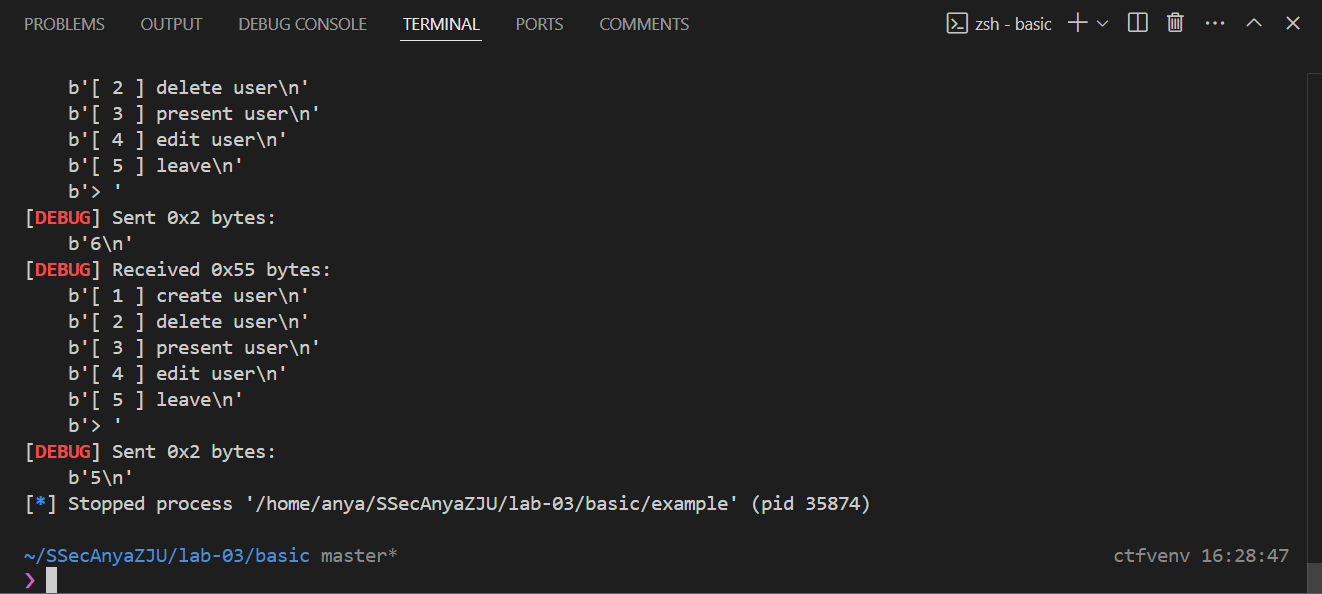 PROBLEMS OUTPUT DEBUG CONSOLE TERMINAL PORTS COMMENTS zsh - basic
b'[ 2 ] delete user\n'
b'[ 3 ] present user\n'
b'[ 4 ] edit user\n'
b'[ 5 ] leave\n'
b'> '
[DEBUG] Sent 0x2 bytes:
b'6\n'
[DEBUG] Received 0x55 bytes:
b'[ 1 ] create user\n'
b'[ 2 ] delete user\n'
b'[ 3 ] present user\n'
b'[ 4 ] edit user\n'
b'[ 5 ] leave\n'
b'> '
[DEBUG] Sent 0x2 bytes:
b'5\n'
[*] Stopped process '/home/anya/SSecAnyaZJU/lab-03/basic/example' (pid 35874)
~/SSecAnyaZJU/lab-03/basic master* ctfvenv 16:28:47
❯